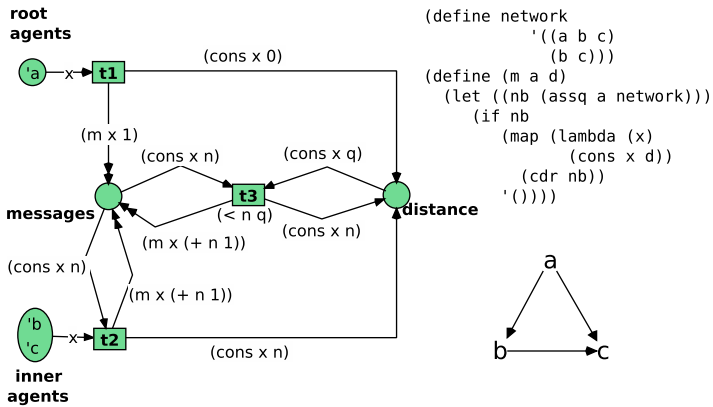 root
agents
'a
x
t1
(cons x 0)
(m x 1)
(cons x n)
(cons x q)
messages
t3
(< n q)
distance
(m x (+ n 1))
(cons x n)
(cons x n)
(m x (+ n 1))
'b
'c
x
t2
(cons x n)
inner
agents
(define network
'((a b c)
(b c)))
(define (m a d)
(let ((nb (assq a network)))
(if nb
(map (lambda (x)
(cons x d))
(cdr nb))
'())))
a
b
c